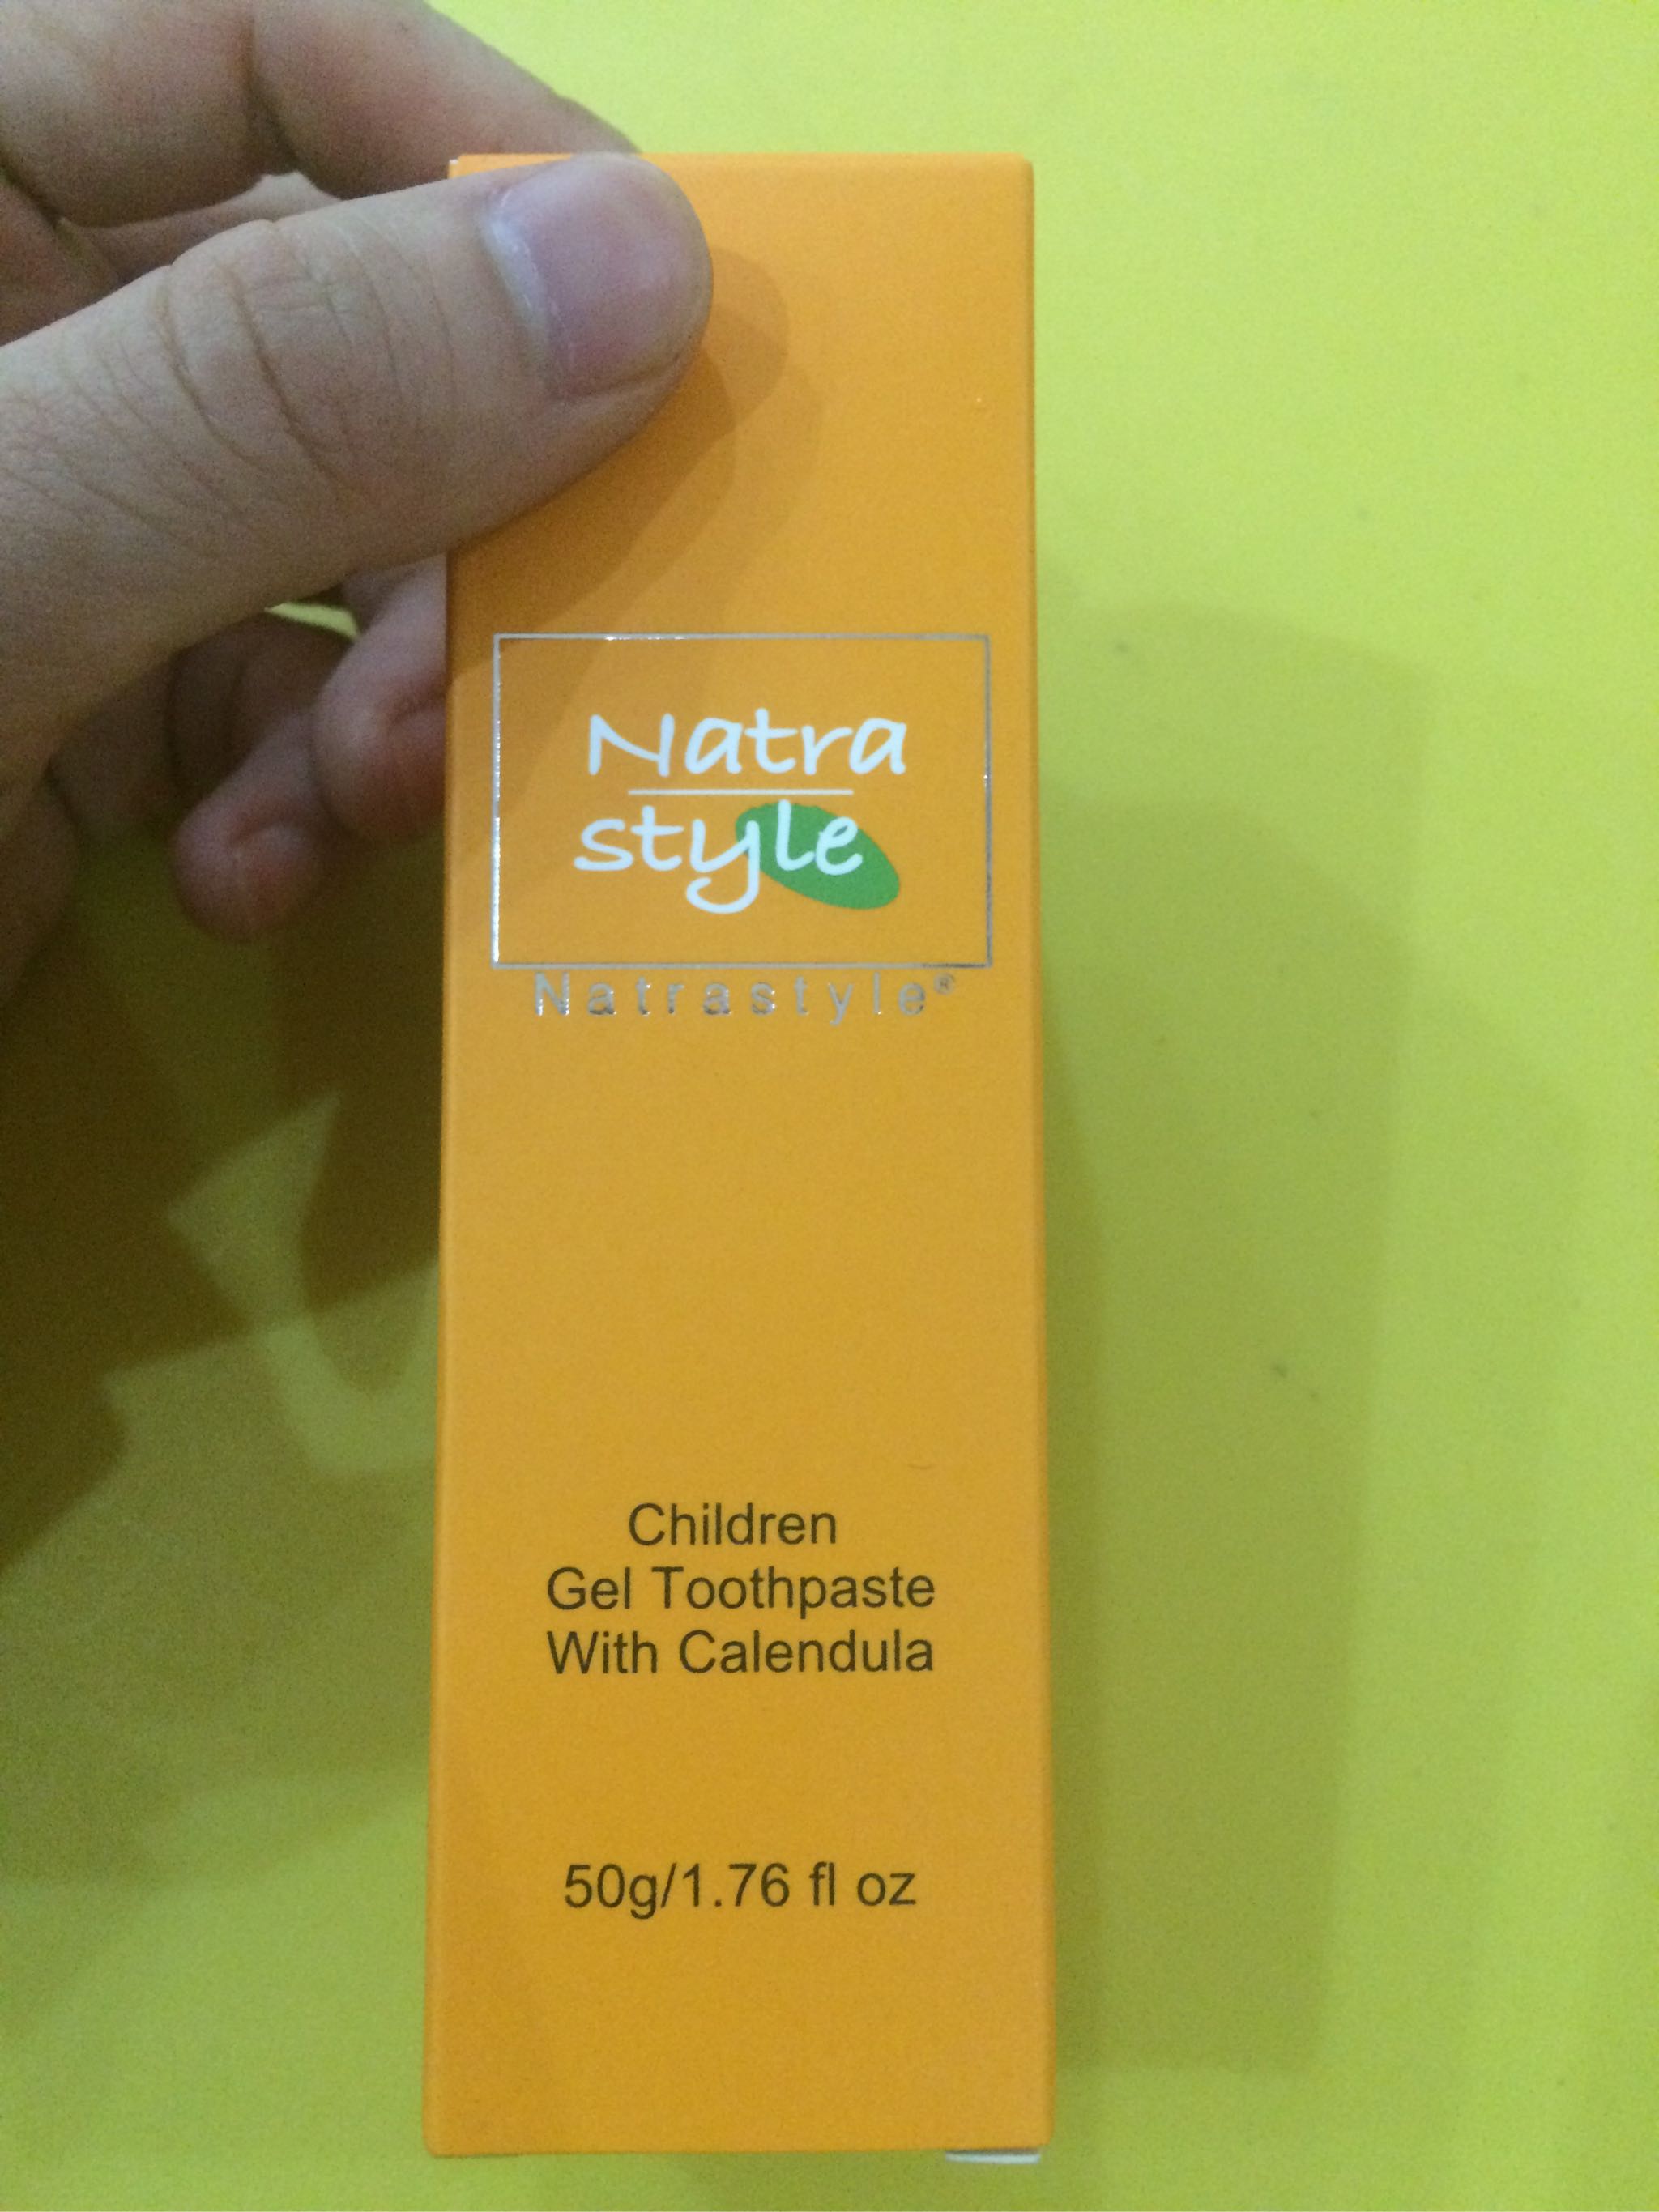 Natra
style
Natrastyle®
Children
Gel Toothpaste
With Calendula
50g/1.76 fl oz